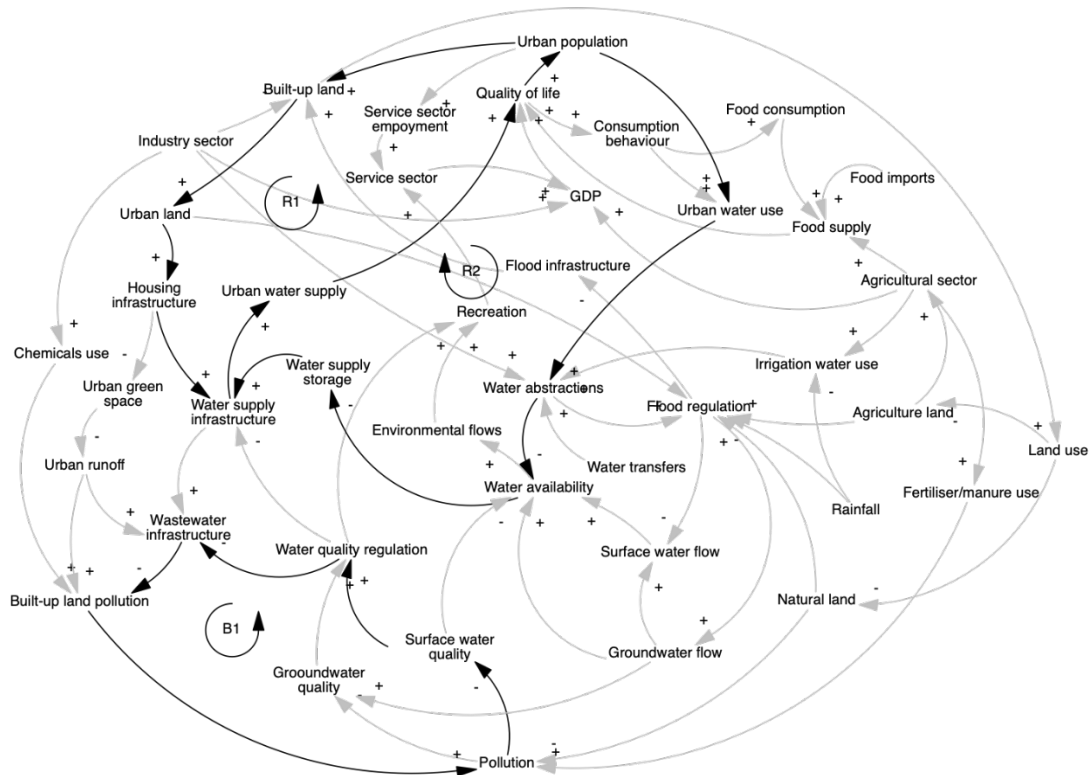 Urban population
Built-up land
Quality of life
Service sector
empoyment
Consumption
behaviour
Food consumption
Industry sector
Service sector
GDP
Food imports
Urban land
R1
Urban water use
Food supply
R2
Flood infrastructure
Housing
infrastructure
Urban water supply
Agricultural sector
Recreation
Chemicals use
Water supply
storage
Irrigation water use
Urban green
space
Water abstractions
Water supply
infrastructure
Food regulation
Agriculture land
Environmental flows
Urban runoff
Water transfers
Land use
Water availability
Fertiliser/manure use
Rainfall
Wastewater
infrastructure
Water quality regulation
Surface water flow
Built-up land pollution
Natural land
B1
Surface water
quality
Grooundwater
quality
Groundwater flow
Pollution